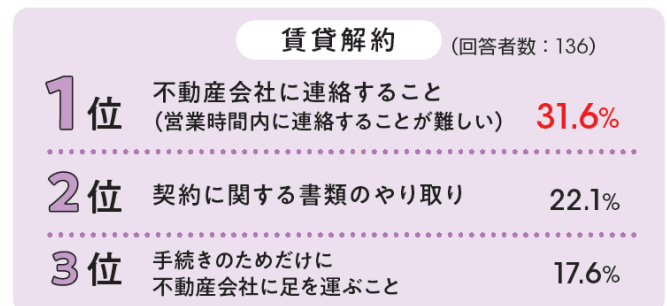 賃貸解約 (回答者数：136)
1位 不動産会社に連絡すること
(営業時間内に連絡することが難しい) 31.6%
2位 契約に関する書類のやり取り 22.1%
3位 手続きのためだけに
不動産会社に足を運ぶこと 17.6%